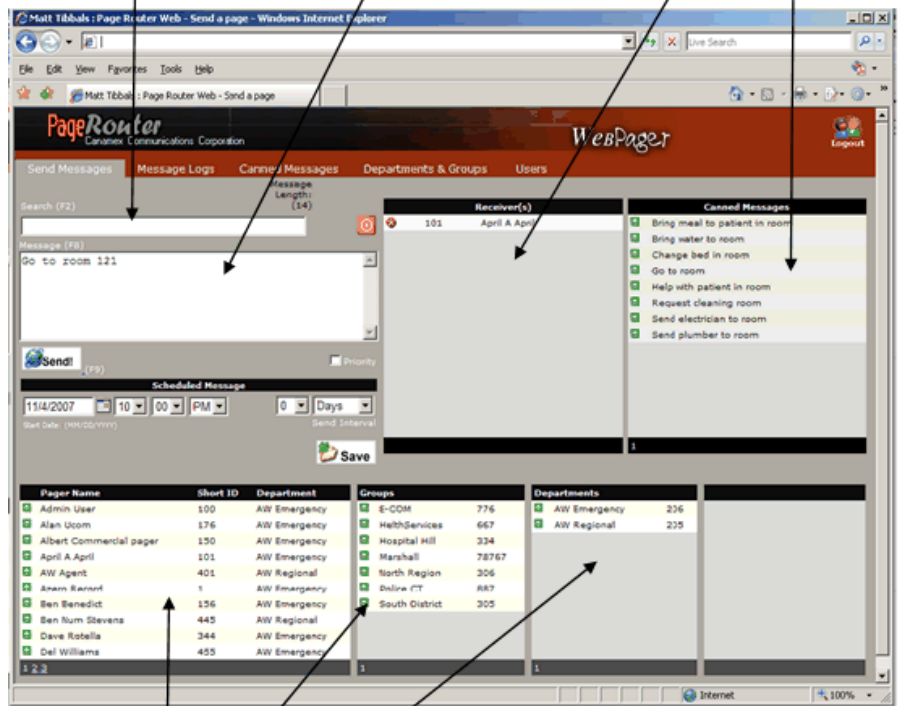 Matt Tibbals : Page Router Web - Send a page - Windows Internet Explorer
Live Search
File Edit View Favorites Tools Help
Matt Tibbals : Page Router Web - Send a page
PageRouter
Canamex Communications Corporation
WebPager
Logout
Send Messages Message Logs Canned Messages Departments & Groups Users
Message
Length:
(14)
Search (F2)
Message (F8)
Go to room 121
Send!
(F9)
Priority
Scheduled Message
11/4/2007 10 00 PM 0 Days
Start Date: (MM/DD/YYYY) Send Interval
Save
Receiver(s)
101 April A April
Canned Messages
Bring meal to patient in room
Bring water to room
Change bed in room
Go to room
Help with patient in room
Request cleaning room
Send electrician to room
Send plumber to room
1
Pager Name Short ID Department
Admin User 100 AW Emergency
Alan Ucom 176 AW Emergency
Albert Commercial pager 150 AW Emergency
April A April 101 AW Emergency
AW Agent 401 AW Regional
Record 1 AW Emergency
Ben Benedict 156 AW Emergency
Ben Num Stevens 445 AW Regional
Dave Rotella 344 AW Emergency
Del Williams 455 AW Emergency
1 2 3
Groups
E-COM 776
HelthServices 667
Hospital Hill 334
Marshall 78767
North Region 306
Police CT 887
South District 305
1
Departments
AW Emergency 236
AW Regional 235
1
Internet 100%